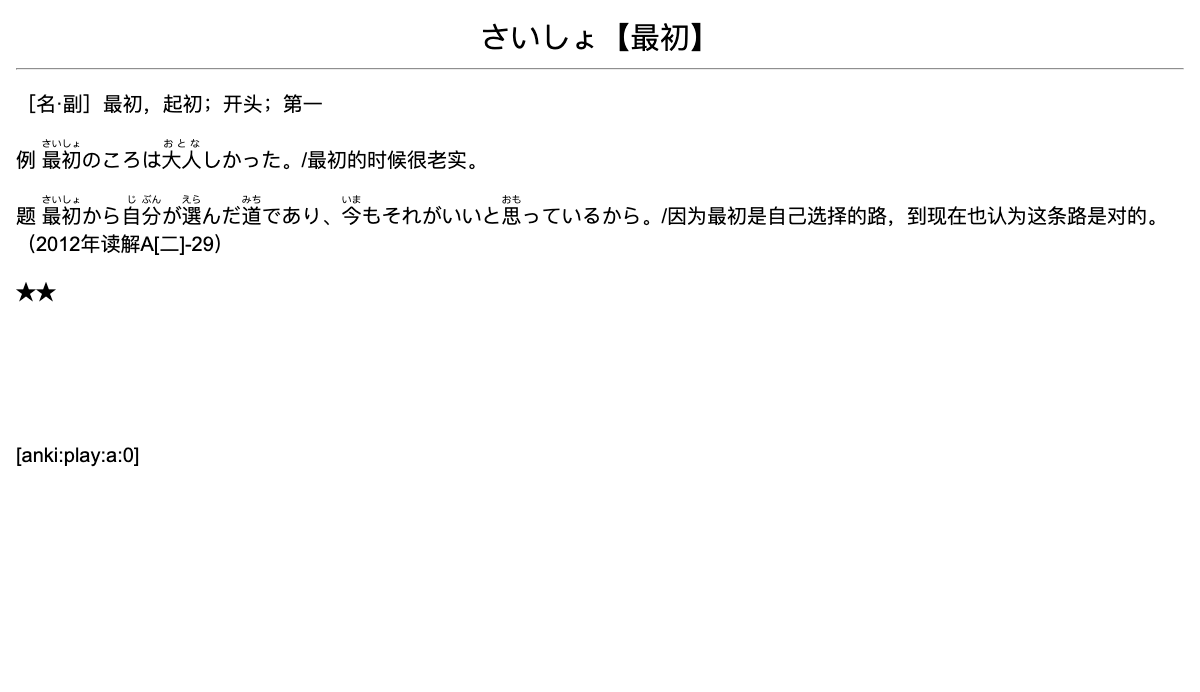 さいしょ【最初】
［名·副］最初，起初；开头；第一
さいしょ おとな
例 最初のころは大人しかった。/最初的时候很老实。
さいしょ じ ぶん えら みち いま おも
题 最初から自分が選んだ道であり、今もそれがいいと思っているから。/因为最初是自己选择的路，到现在也认为这条路是对的。
（2012年读解A[二]-29）
★★
[anki:play:a:0]